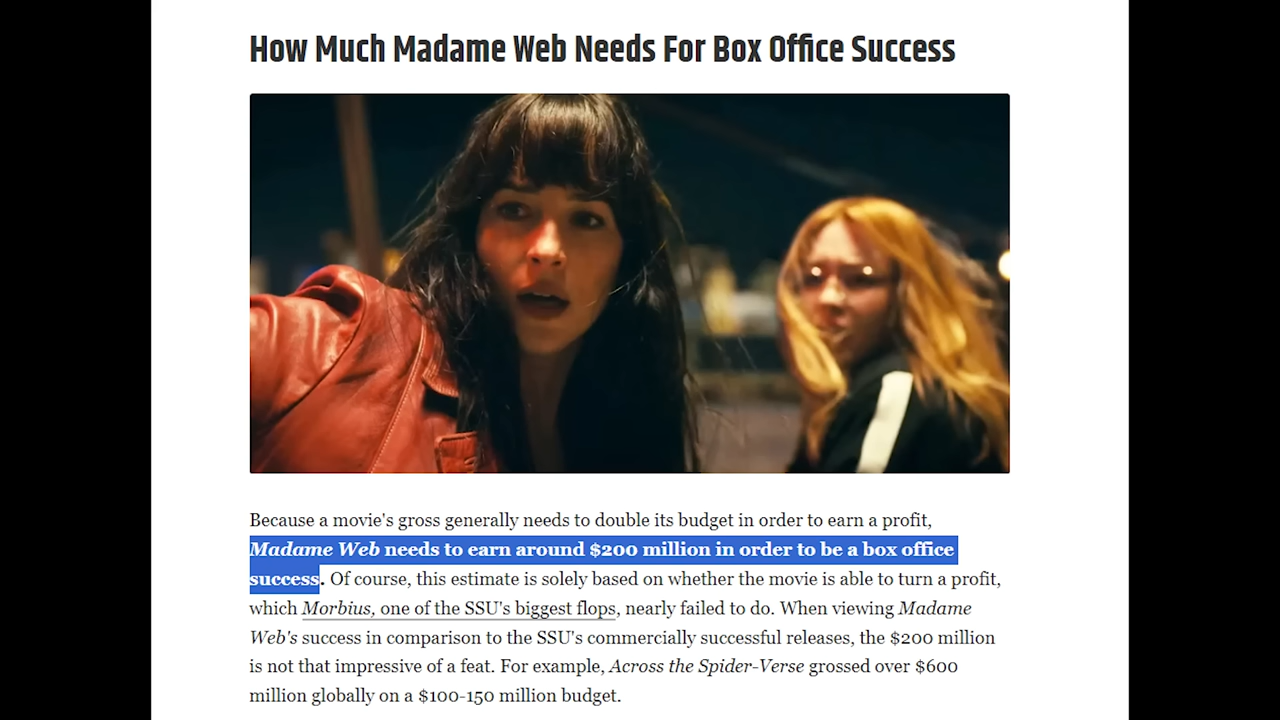 How Much Madame Web Needs For Box Office Success
Because a movie's gross generally needs to double its budget in order to earn a profit,
Madame Web needs to earn around $200 million in order to be a box office
success. Of course, this estimate is solely based on whether the movie is able to turn a profit,
which Morbius, one of the SSU's biggest flops, nearly failed to do. When viewing Madame
Web's success in comparison to the SSU's commercially successful releases, the $200 million
is not that impressive of a feat. For example, Across the Spider-Verse grossed over $600
million globally on a $100-150 million budget.